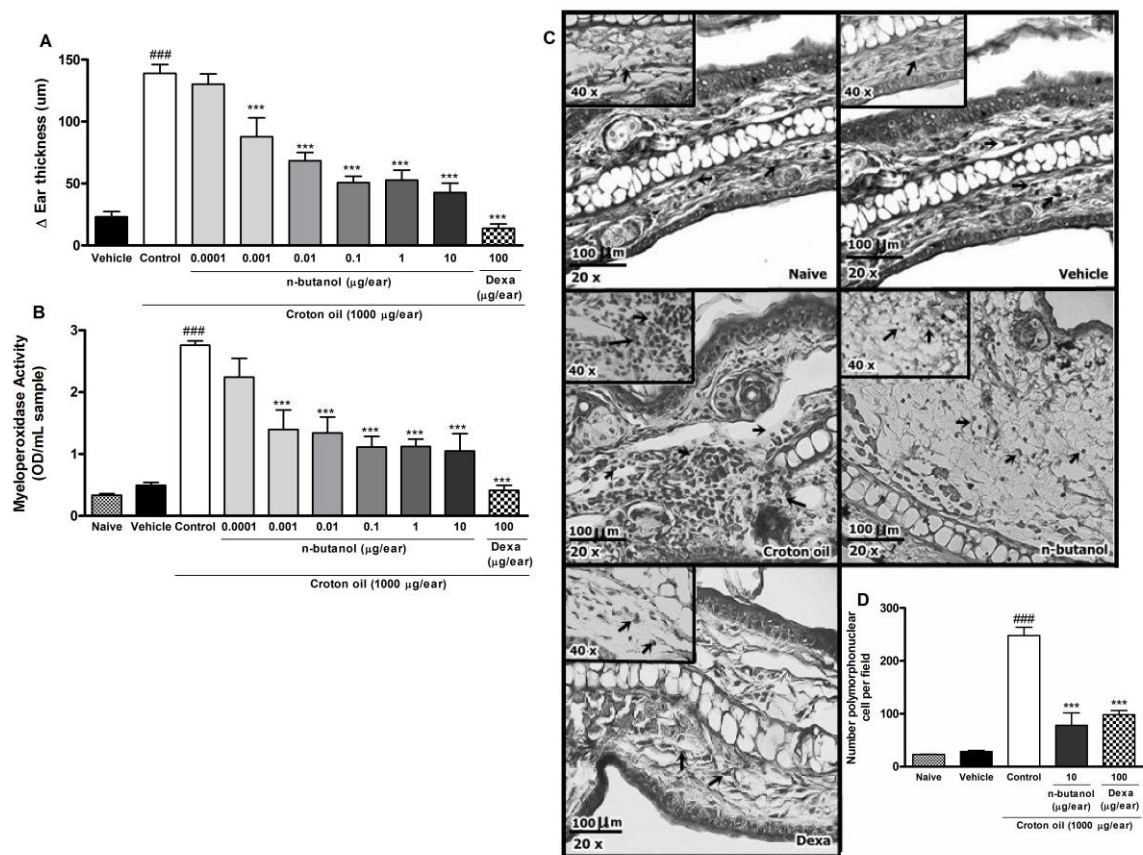 A
Δ Ear thickness (um)
150
100
50
0
###
***
***
***
***
***
***
Vehicle Control 0.0001 0.001 0.01 0.1 1 10 100
n-butanol (μg/ear)
Dexa
(μg/ear)
Croton oil (1000 μg/ear)
B
Myeloperoxidase Activity
(OD/mL sample)
3
2
1
0
###
***
***
***
***
***
***
Naive Vehicle Control 0.0001 0.001 0.01 0.1 1 10 100
n-butanol (μg/ear)
Dexa
(μg/ear)
Croton oil (1000 μg/ear)
C
40 x
100 μm
20 x
Naive
40 x
100 μm
20 x
Vehicle
40 x
100 μm
20 x
Croton oil
40 x
100 μm
20 x
n-butanol
40 x
100 μm
20 x
Dexa
D
Number polymorphonuclear
cell per field
300
200
100
0
###
***
***
Naive Vehicle Control 10 100
n-butanol Dexa
(μg/ear) (μg/ear)
Croton oil (1000 μg/ear)